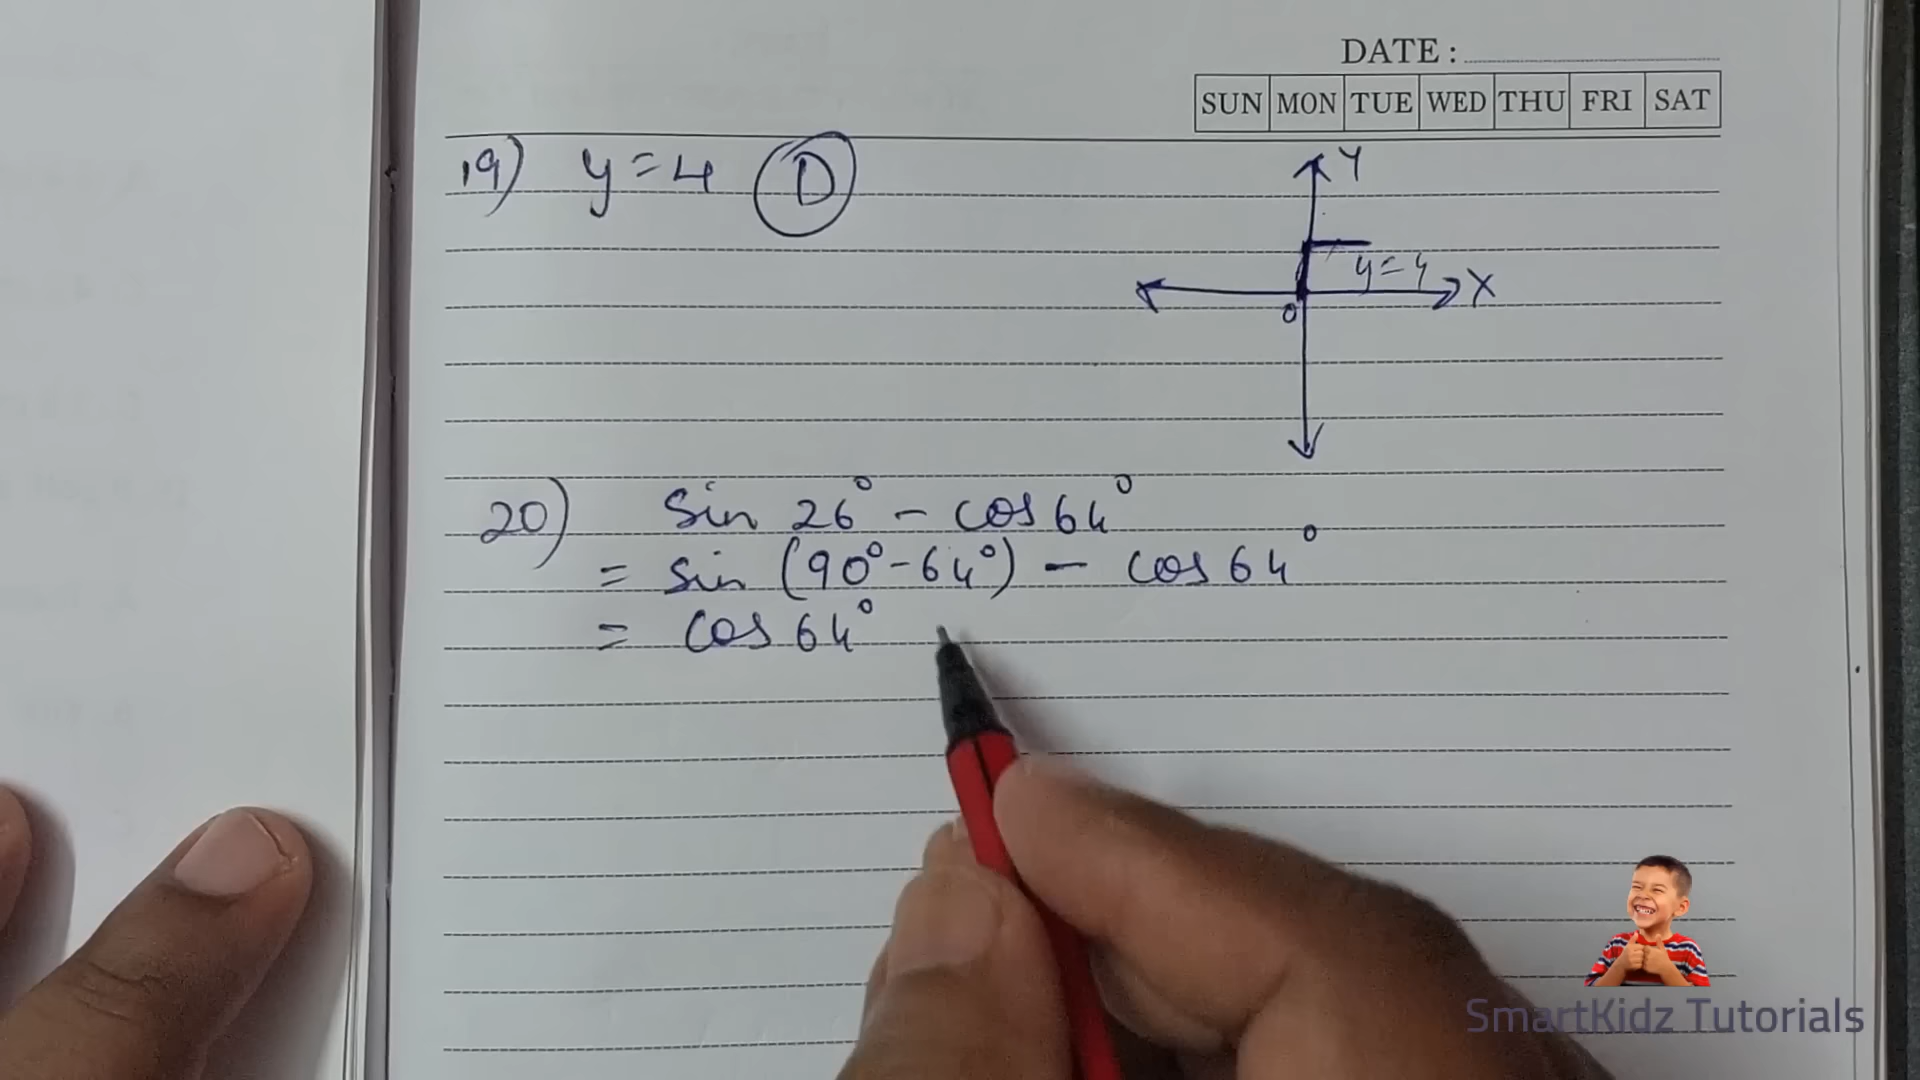 DATE :
SUN MON TUE WED THU FRI SAT
19) y = 4 D
Y
y = 4
X
0
20) Sin 26° - cos 64°
= sin (90° - 64°) - cos 64°
= cos 64°
SmartKidz Tutorials